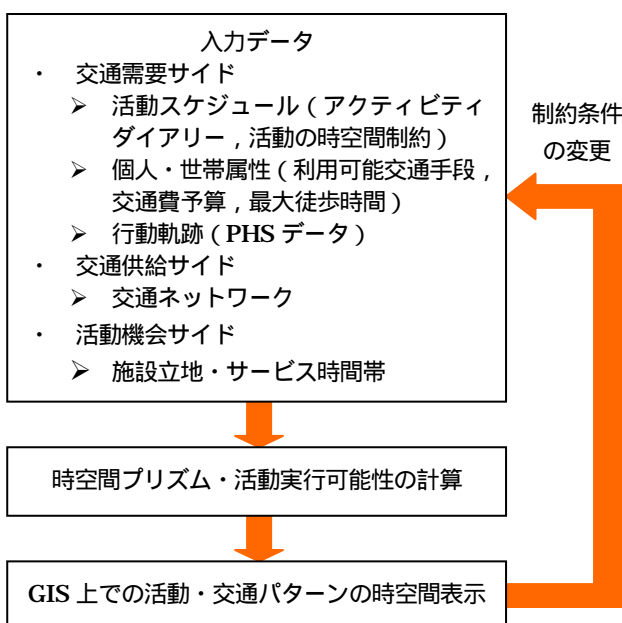 入力データ
・ 交通需要サイド
➢ 活動スケジュール（アクティビティ
ダイアリー，活動の時空間制約）
➢ 個人・世帯属性（利用可能交通手段，
交通費予算，最大徒歩時間）
➢ 行動軌跡（PHS データ）
・ 交通供給サイド
➢ 交通ネットワーク
・ 活動機会サイド
➢ 施設立地・サービス時間帯
制約条件
の変更
時空間プリズム・活動実行可能性の計算
GIS 上での活動・交通パターンの時空間表示